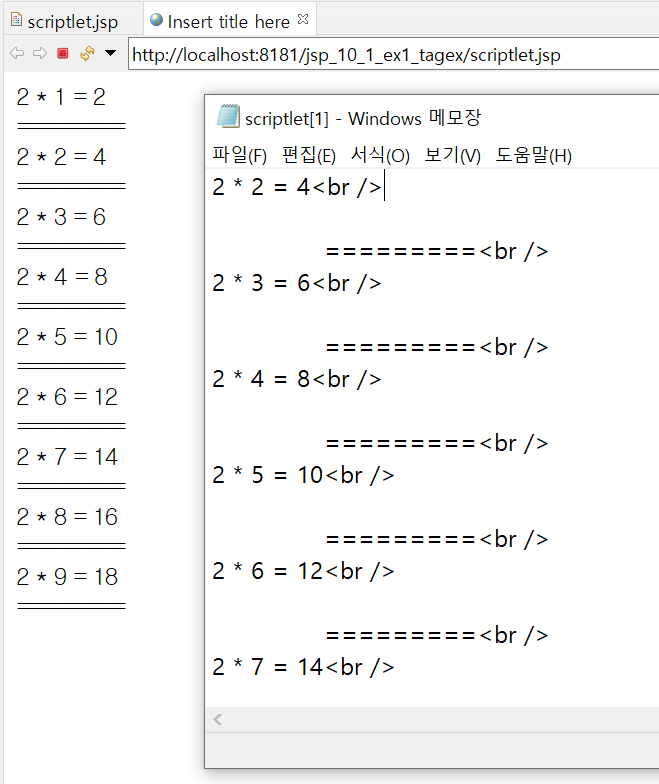 scriptlet.jsp
Insert title here
http://localhost:8181/jsp_10_1_ex1_tagex/scriptlet.jsp
2 * 1 = 2
=========
2 * 2 = 4
=========
2 * 3 = 6
=========
2 * 4 = 8
=========
2 * 5 = 10
=========
2 * 6 = 12
=========
2 * 7 = 14
=========
2 * 8 = 16
=========
2 * 9 = 18
=========
scriptlet[1] - Windows 메모장
파일(F) 편집(E) 서식(O) 보기(V) 도움말(H)
2 * 2 = 4<br />
=========<br />
2 * 3 = 6<br />
=========<br />
2 * 4 = 8<br />
=========<br />
2 * 5 = 10<br />
=========<br />
2 * 6 = 12<br />
=========<br />
2 * 7 = 14<br />